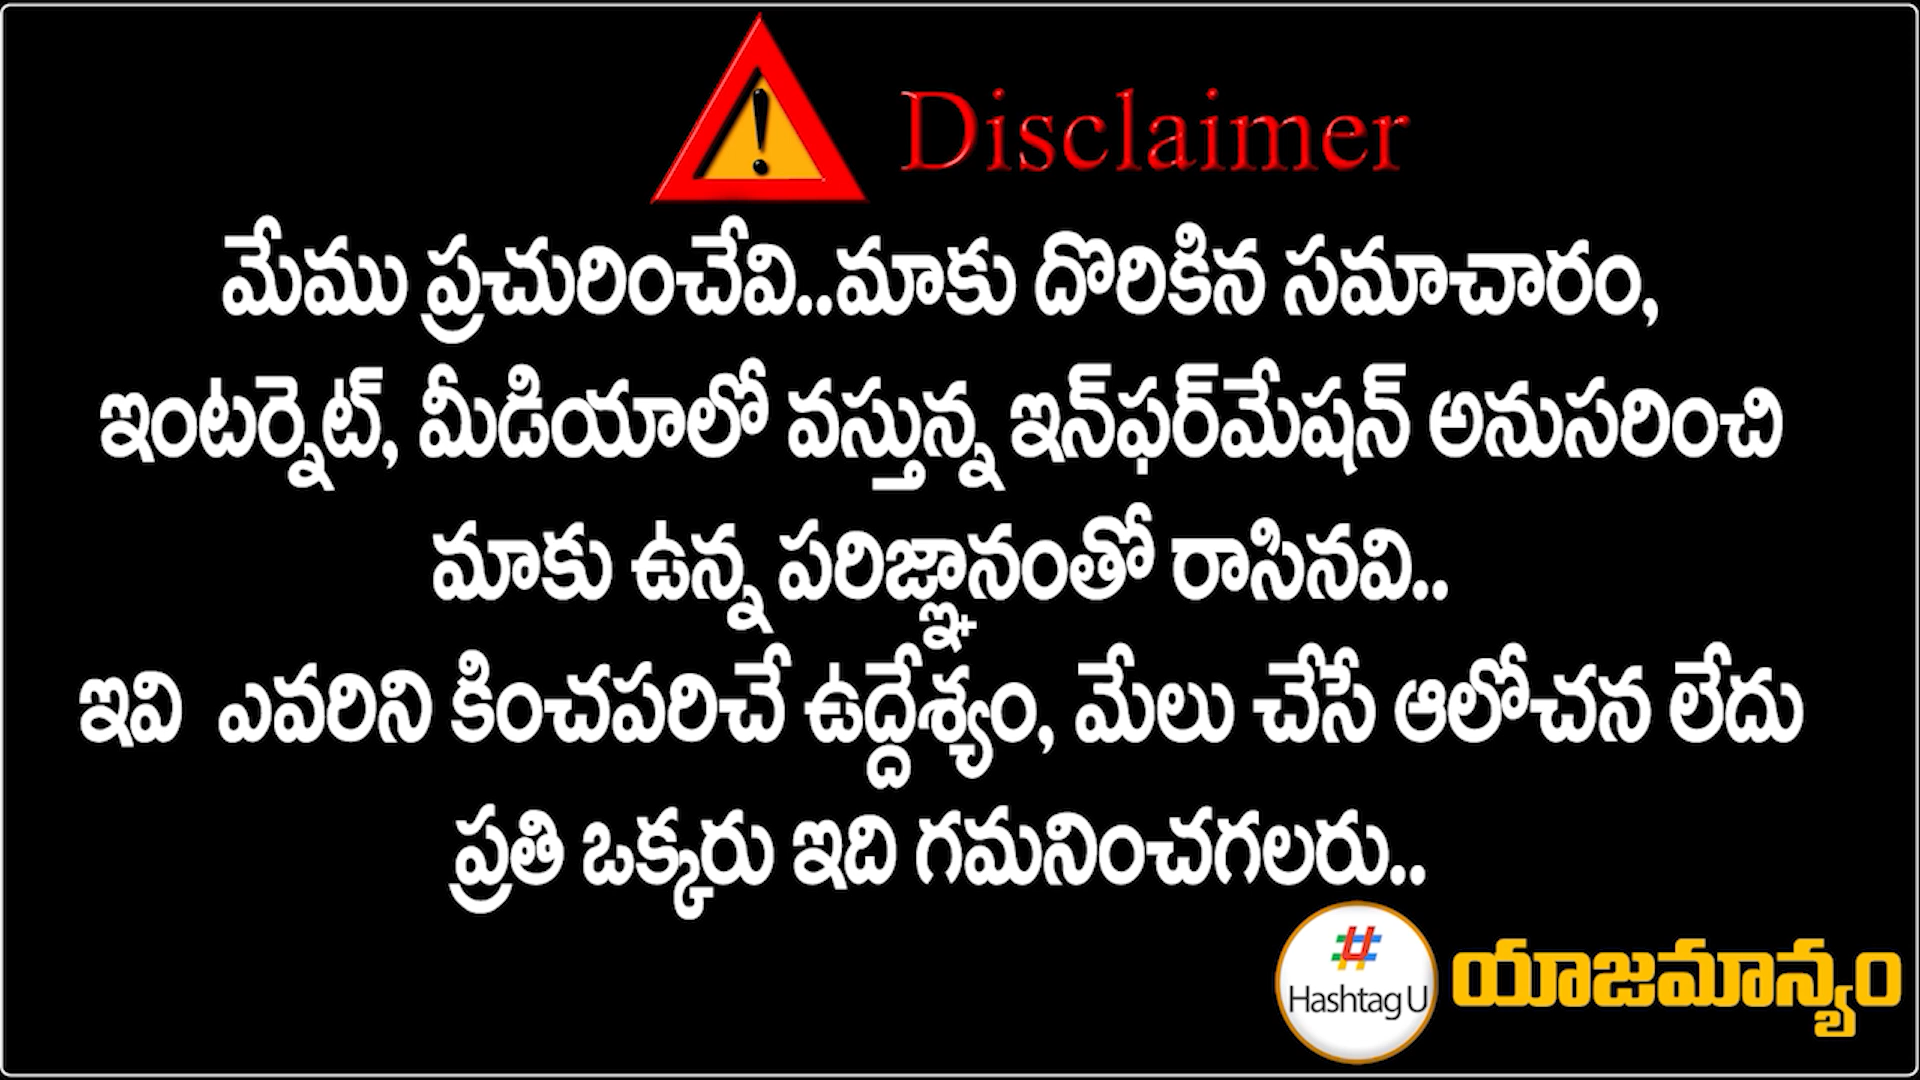 Disclaimer
మేము ప్రచురించేవి..మాకు దొరికిన సమాచారం,
ఇంటర్నెట్, మీడియాలో వస్తున్న ఇన్‌ఫర్‌మేషన్ అనుసరించి
మాకు ఉన్న పరిజ్ఞానంతో రాసినవి..
ఇవి ఎవరిని కించపరిచే ఉద్దేశ్యం, మేలు చేసే ఆలోచన లేదు
ప్రతి ఒక్కరు ఇది గమనించగలరు..
# Hashtag U యాజమాన్యం